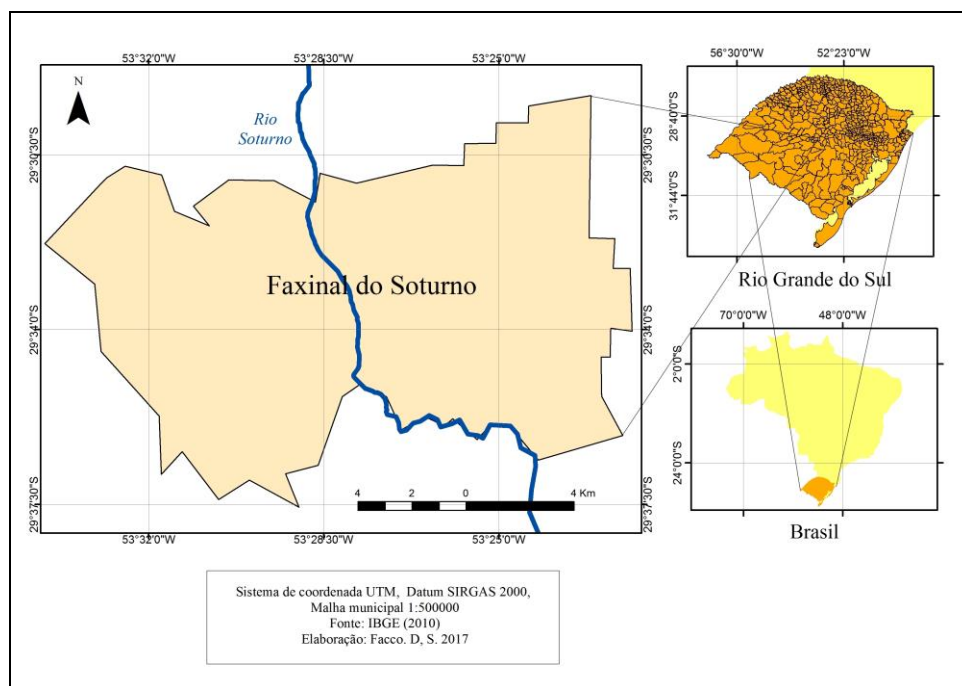 53°32'0"W
53°28'30"W
53°25'0"W
N
Rio
Soturno
29°30'30"S
29°30'30"S
Faxinal do Soturno
29°34'0"S
29°34'0"S
29°37'30"S
29°37'30"S
4
2
0
4 Km
53°32'0"W
53°28'30"W
53°25'0"W
56°30'0"W
52°23'0"W
28°40'0"S
31°44'0"S
Rio Grande do Sul
70°0'0"W
48°0'0"W
2°0'0"S
24°0'0"S
Brasil
Sistema de coordenada UTM, Datum SIRGAS 2000,
Malha municipal 1:500000
Fonte: IBGE (2010)
Elaboração: Facco. D, S. 2017